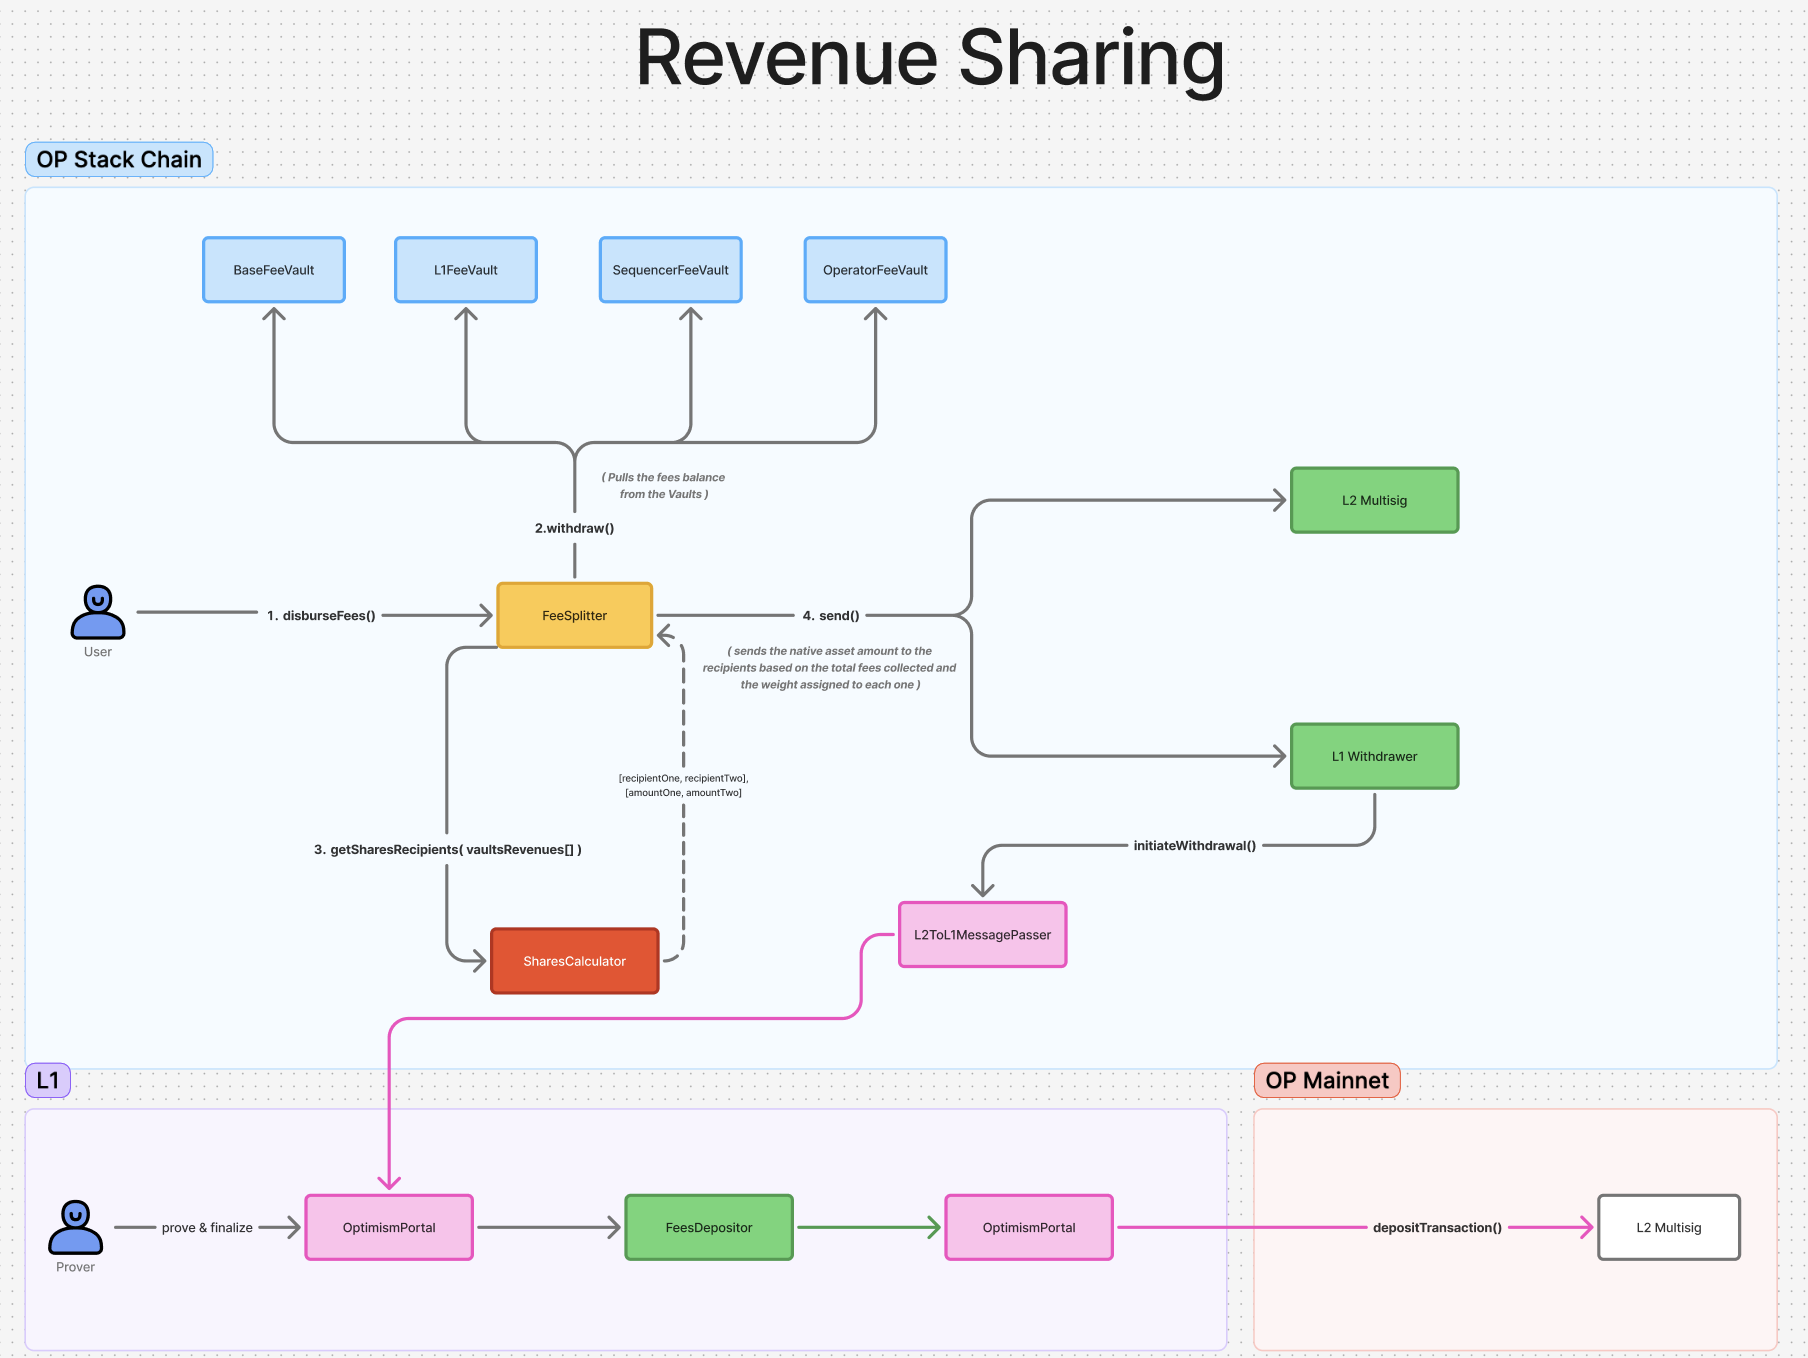 Revenue Sharing
OP Stack Chain
BaseFeeVault
L1FeeVault
SequencerFeeVault
OperatorFeeVault
( Pulls the fees balance
from the Vaults )
2.withdraw()
L2 Multisig
User
1. disburseFees()
FeeSplitter
4. send()
( sends the native asset amount to the
recipients based on the total fees collected and
the weight assigned to each one )
L1 Withdrawer
[recipientOne, recipientTwo],
[amountOne, amountTwo]
3. getSharesRecipients( vaultsRevenues[] )
initiateWithdrawal()
L2ToL1MessagePasser
SharesCalculator
L1
OP Mainnet
Prover
prove & finalize
OptimismPortal
FeesDepositor
OptimismPortal
depositTransaction()
L2 Multisig